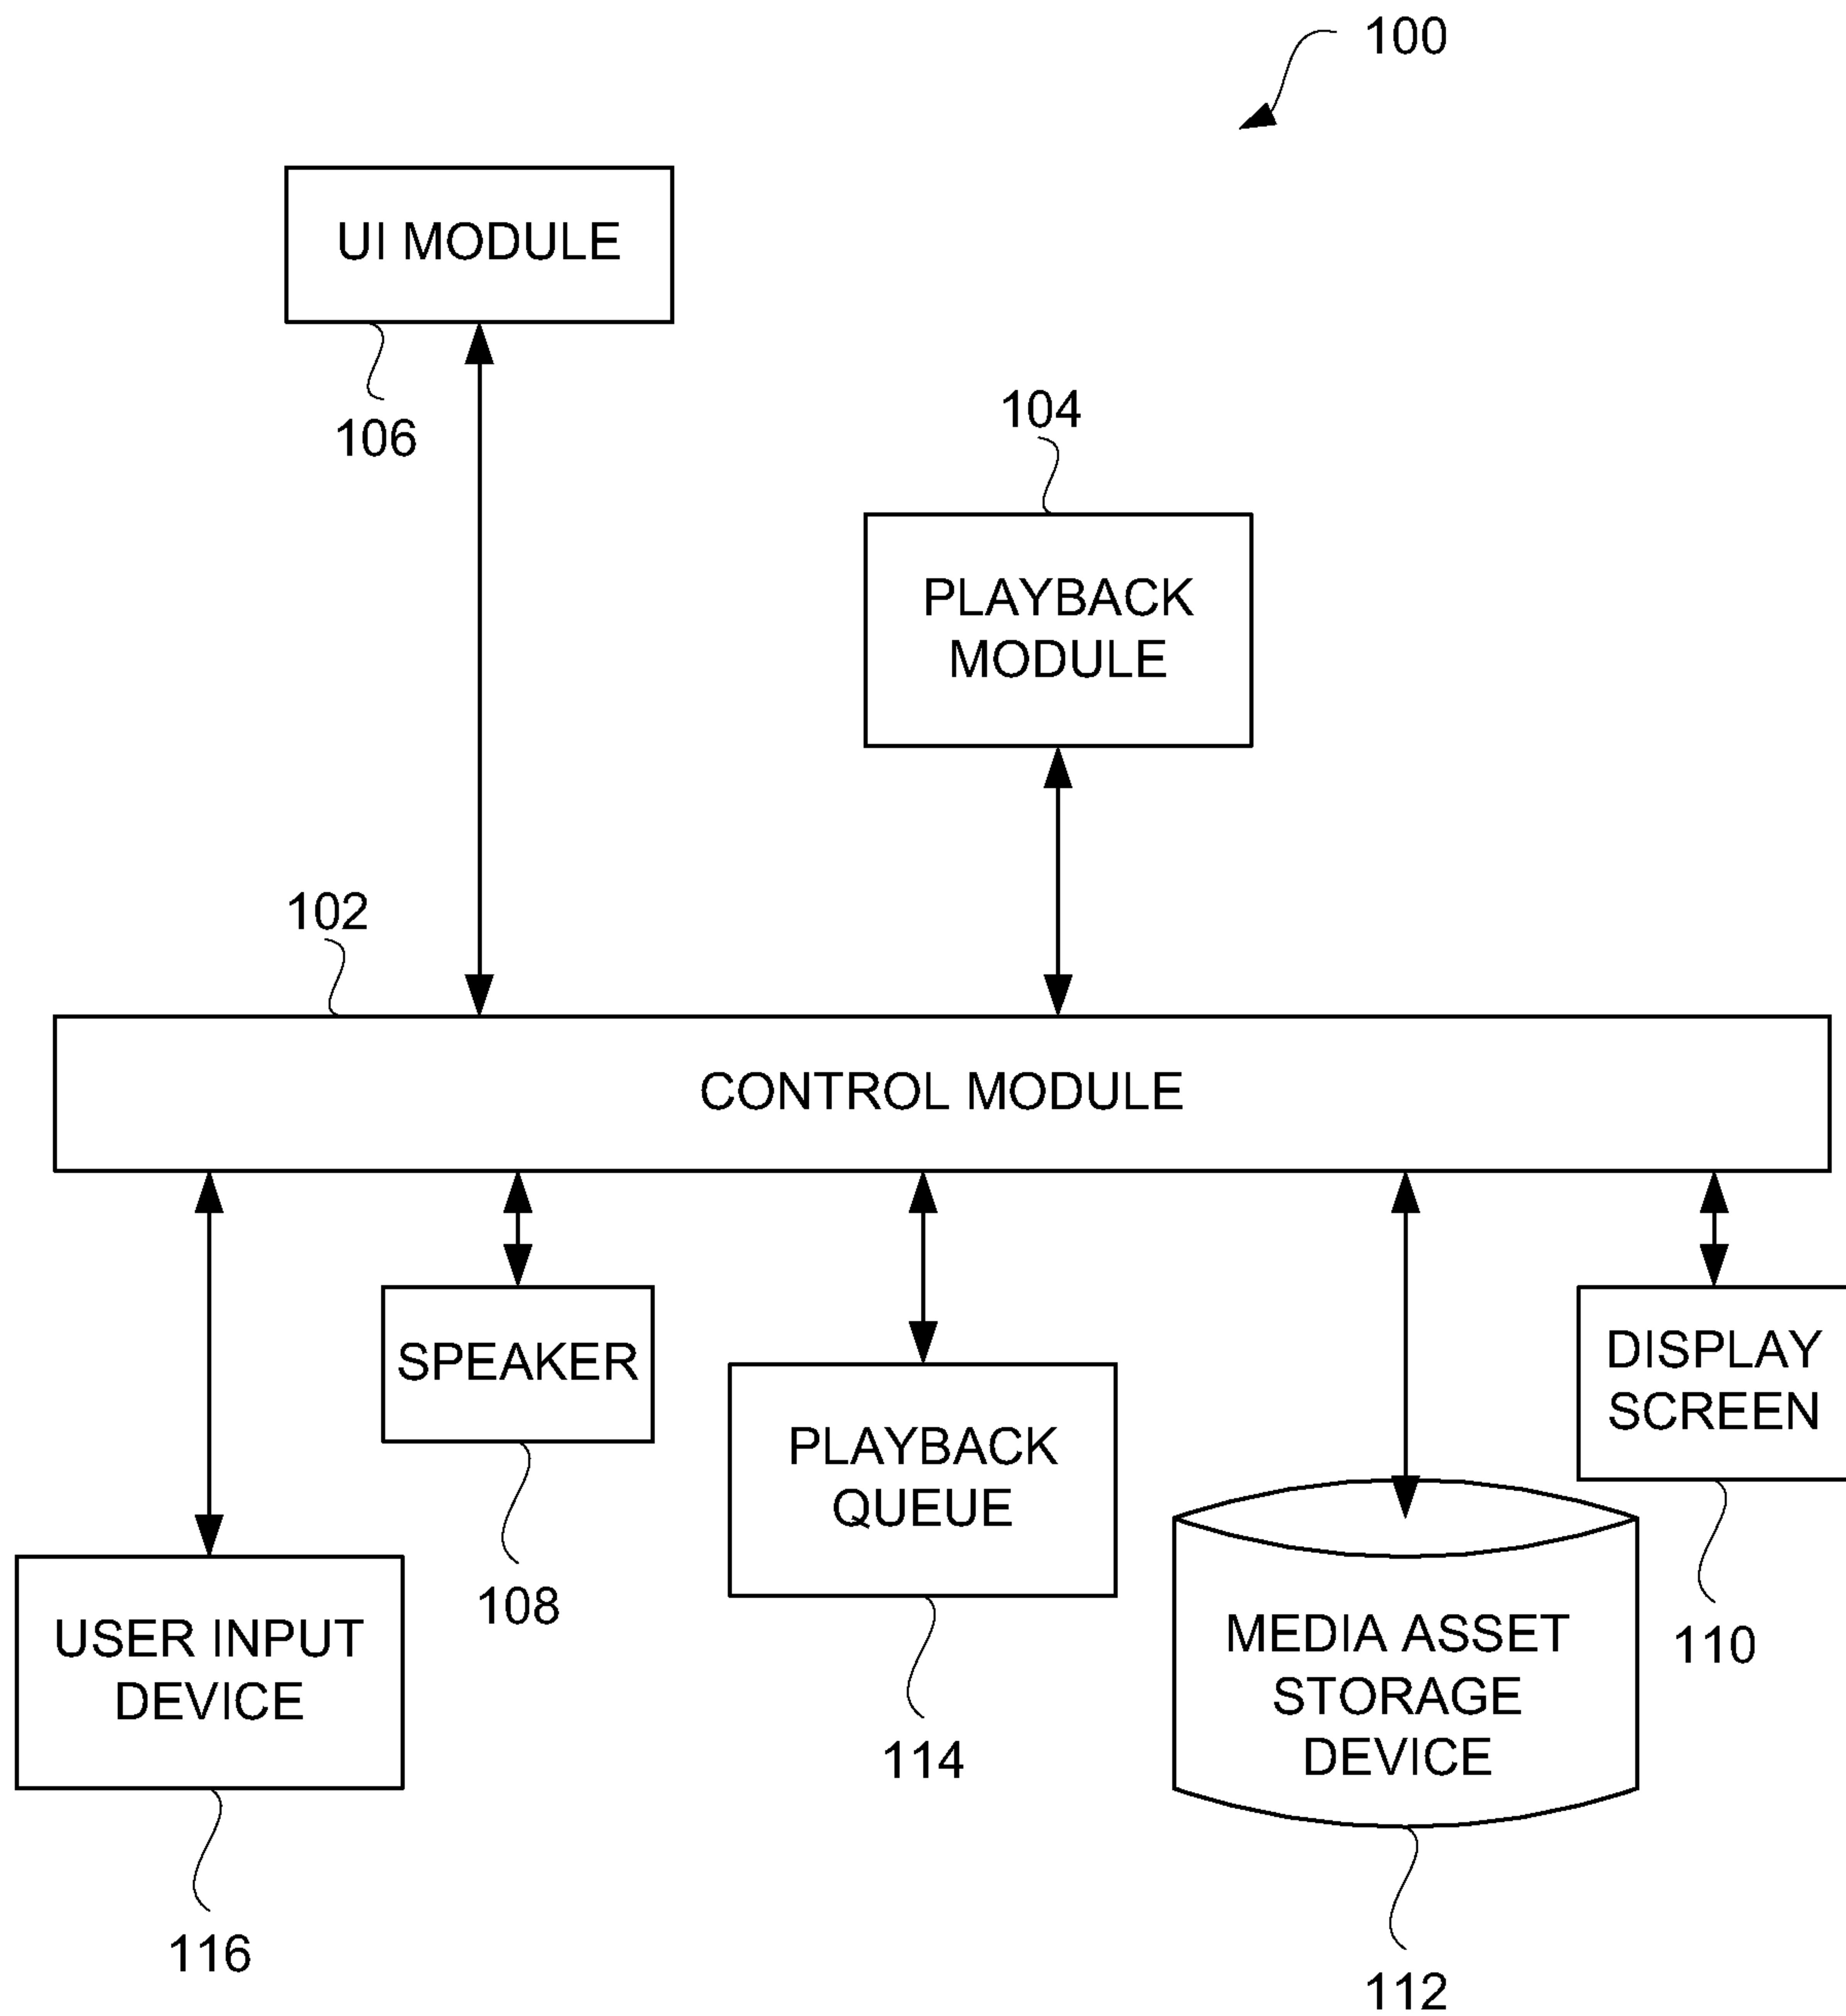 100
UI MODULE
106
104
PLAYBACK
MODULE
102
CONTROL MODULE
SPEAKER
108
DISPLAY
SCREEN
110
PLAYBACK
QUEUE
114
USER INPUT
DEVICE
116
MEDIA ASSET
STORAGE
DEVICE
112